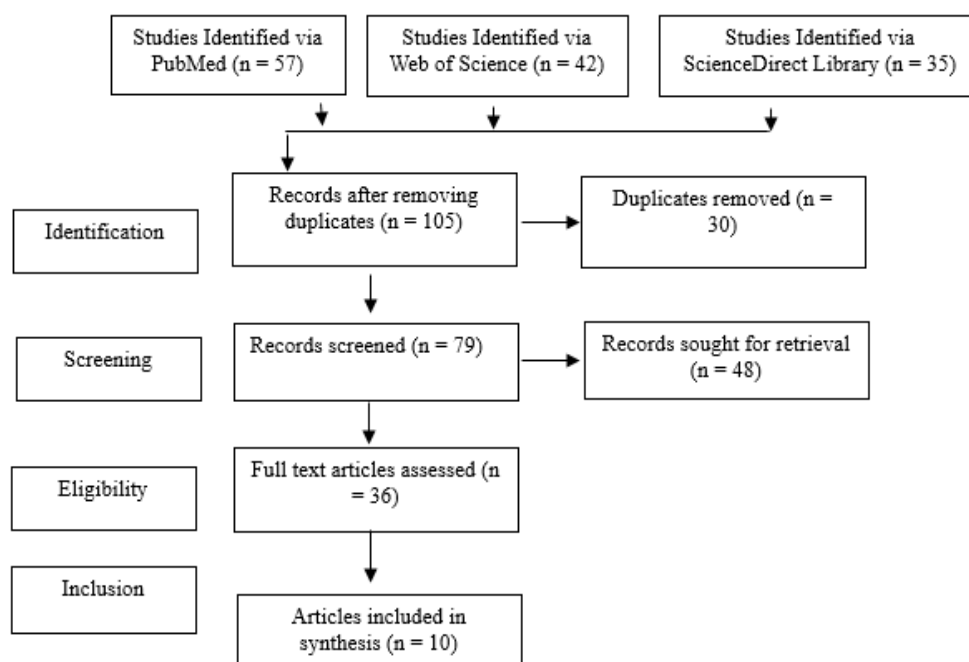 Studies Identified via
PubMed (n = 57)
Studies Identified via
Web of Science (n = 42)
Studies Identified via
ScienceDirect Library (n = 35)
Identification
Records after removing
duplicates (n = 105)
Duplicates removed (n =
30)
Screening
Records screened (n = 79)
Records sought for retrieval
(n = 48)
Eligibility
Full text articles assessed (n
= 36)
Inclusion
Articles included in
synthesis (n = 10)